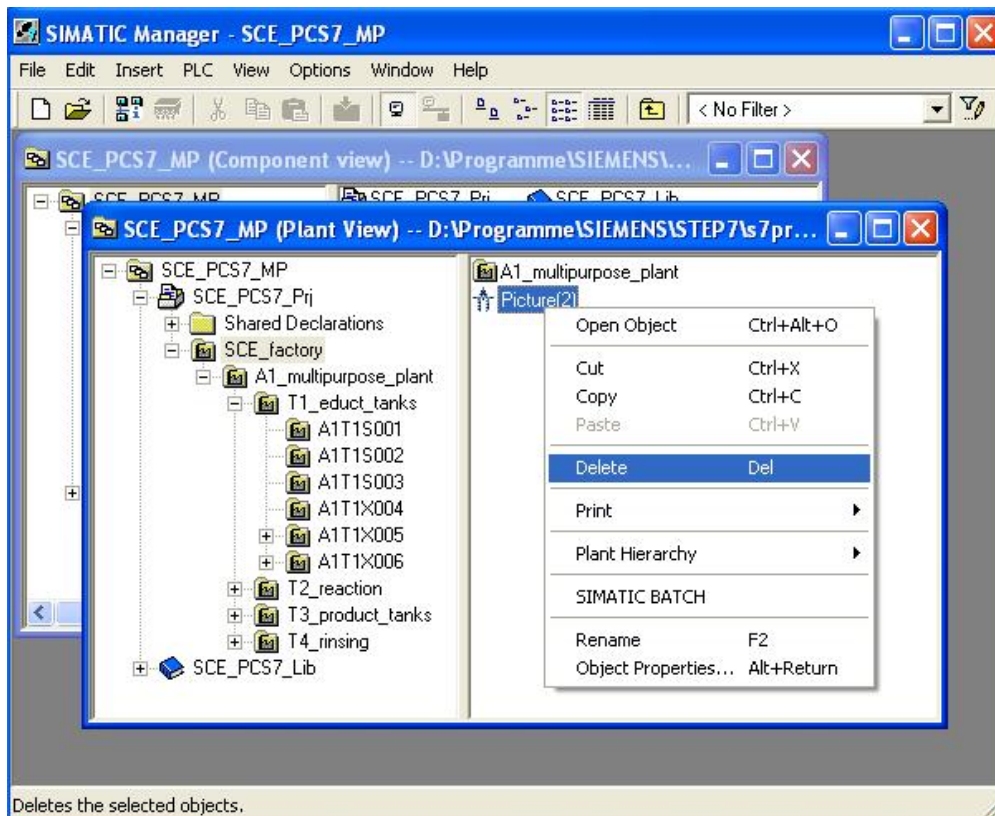 SIMATIC Manager - SCE_PCS7_MP
File Edit Insert PLC View Options Window Help
< No Filter >
SCE_PCS7_MP (Component view) -- D:\Programme\SIEMENS\...
SCE_PCS7_MP SCE_PCS7_Prj SCE_PCS7_Lib
SCE_PCS7_MP (Plant View) -- D:\Programme\SIEMENS\STEP7\s7pr...
SCE_PCS7_MP
SCE_PCS7_Prj
Shared Declarations
SCE_factory
A1_multipurpose_plant
T1_educt_tanks
A1T1S001
A1T1S002
A1T1S003
A1T1X004
A1T1X005
A1T1X006
T2_reaction
T3_product_tanks
T4_rinsing
SCE_PCS7_Lib
A1_multipurpose_plant
Picture(2)
Open Object Ctrl+Alt+O
Cut Ctrl+X
Copy Ctrl+C
Paste Ctrl+V
Delete Del
Print
Plant Hierarchy
SIMATIC BATCH
Rename F2
Object Properties... Alt+Return
Deletes the selected objects.